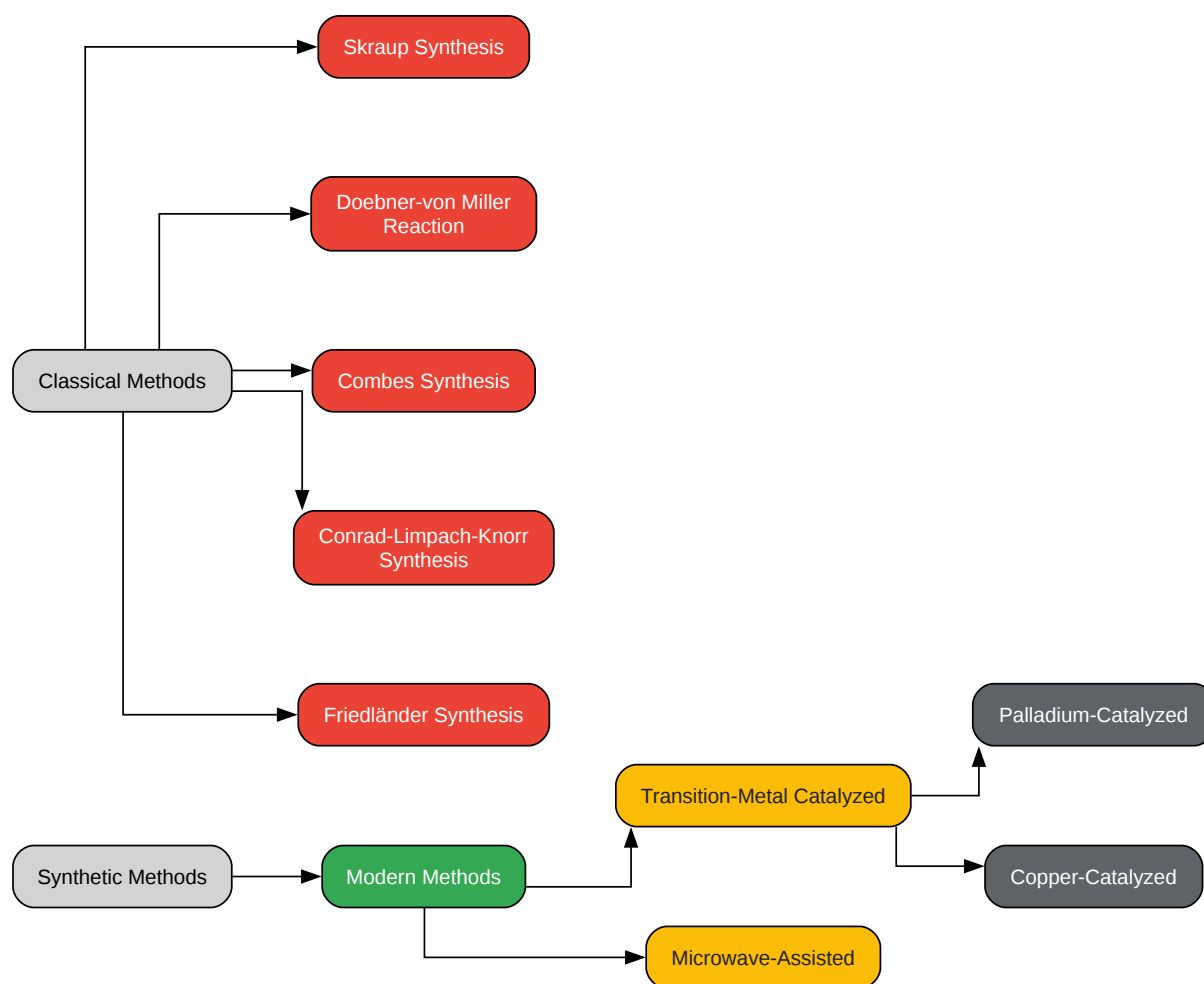 Skraup Synthesis
Doebner-von Miller
Reaction
Classical Methods
Combes Synthesis
Conrad-Limpach-Knorr
Synthesis
Friedländer Synthesis
Palladium-Catalyzed
Transition-Metal Catalyzed
Synthetic Methods
Modern Methods
Copper-Catalyzed
Microwave-Assisted